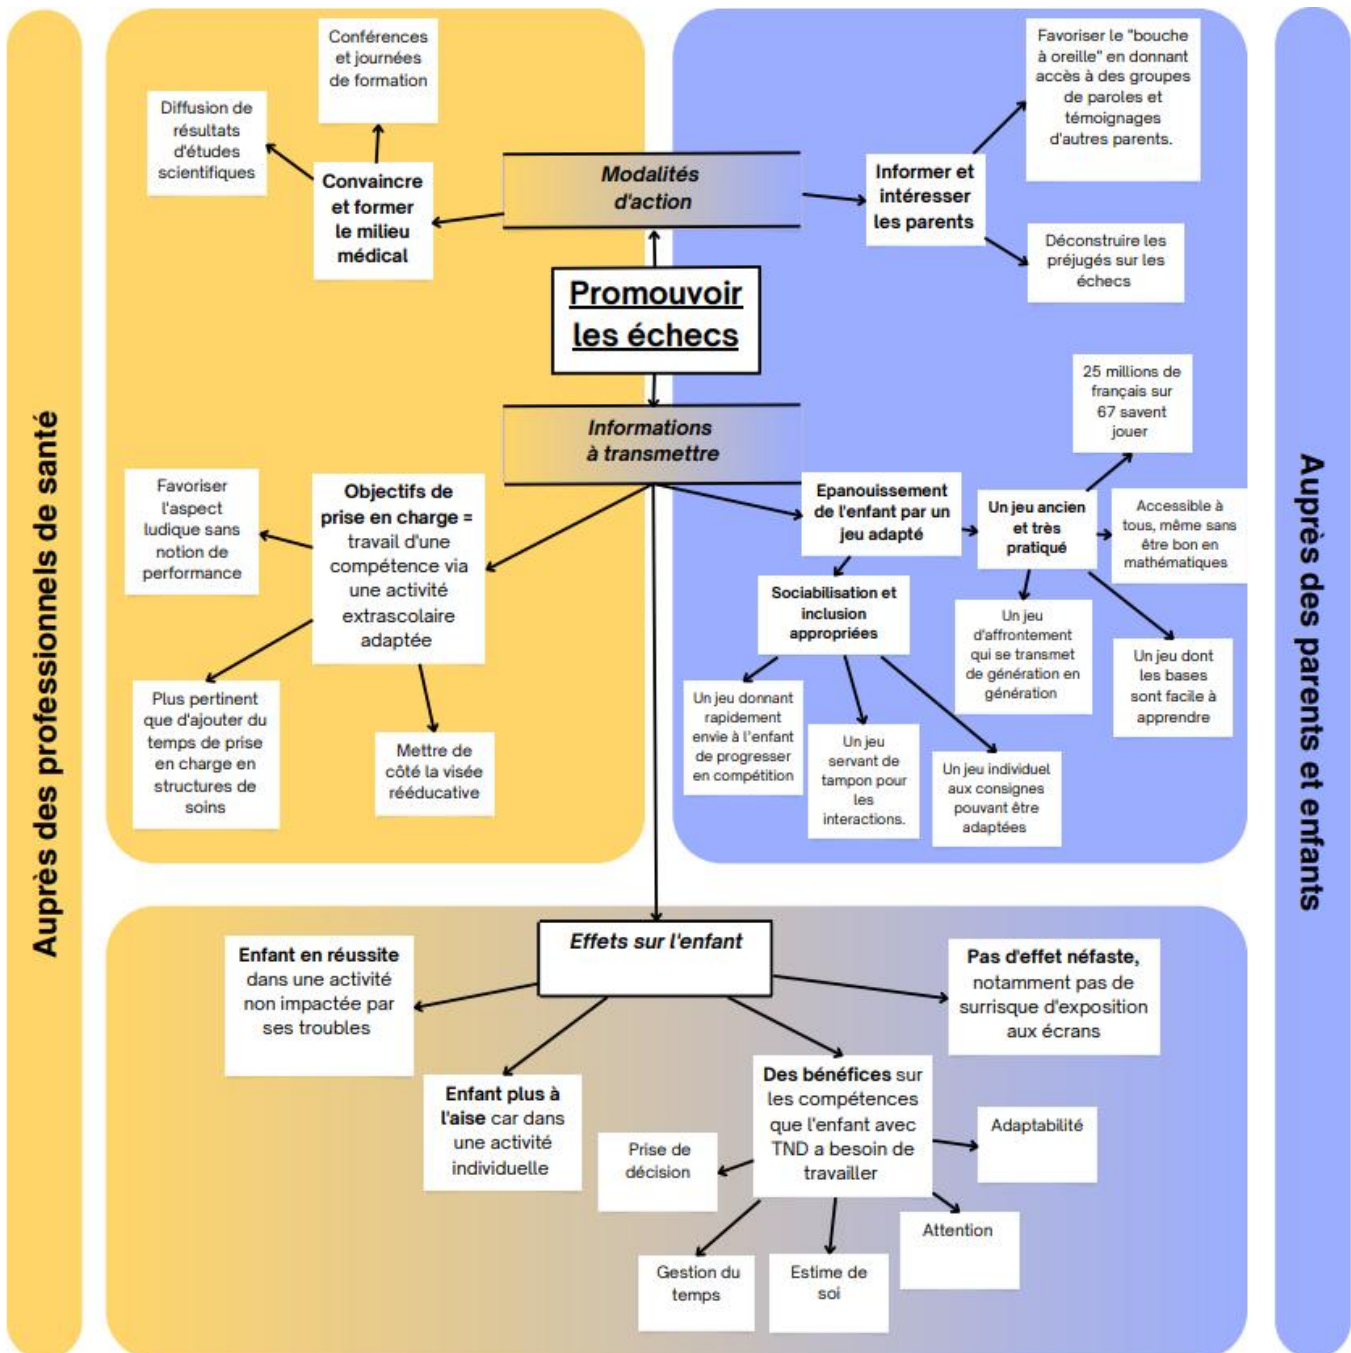 Auprès des professionnels de santé
Conférences
et journées
de formation
Diffusion de
résultats
d'études
scientifiques
Convaincre
et former
le milieu
médical
Modalités
d'action
Informer et
intéresser
les parents
Favoriser le "bouche
à oreille" en donnant
accès à des groupes
de paroles et
témoignages
d'autres parents.
Déconstruire les
préjugés sur les
échecs
Promouvoir
les échecs
Informations
à transmettre
Favoriser
l'aspect
ludique sans
notion de
performance
Objectifs de
prise en charge =
travail d'une
compétence via
une activité
extrascolaire
adaptée
Plus pertinent
que d'ajouter du
temps de prise
en charge en
structures de
soins
Mettre de
côté la visée
rééducative
Epanouissement
de l'enfant par un
jeu adapté
Un jeu ancien
et très
pratiqué
25 millions de
français sur
67 savent
jouer
Accessible à
tous, même sans
être bon en
mathématiques
Sociabilisation et
inclusion
appropriées
Un jeu
d'affrontement
qui se transmet
de génération en
génération
Un jeu dont
les bases
sont facile à
apprendre
Un jeu donnant
rapidement
envie à l'enfant
de progresser
en compétition
Un jeu
servant de
tampon pour
les
interactions.
Un jeu individuel
aux consignes
pouvant être
adaptées
Auprès des parents et enfants
Effets sur l'enfant
Enfant en réussite
dans une activité
non impactée par
ses troubles
Enfant plus à
l'aise car dans
une activité
individuelle
Des bénéfices sur
les compétences
que l'enfant avec
TND a besoin de
travailler
Pas d'effet néfaste,
notamment pas de
surrisque d'exposition
aux écrans
Prise de
décision
Gestion du
temps
Estime de
soi
Attention
Adaptabilité